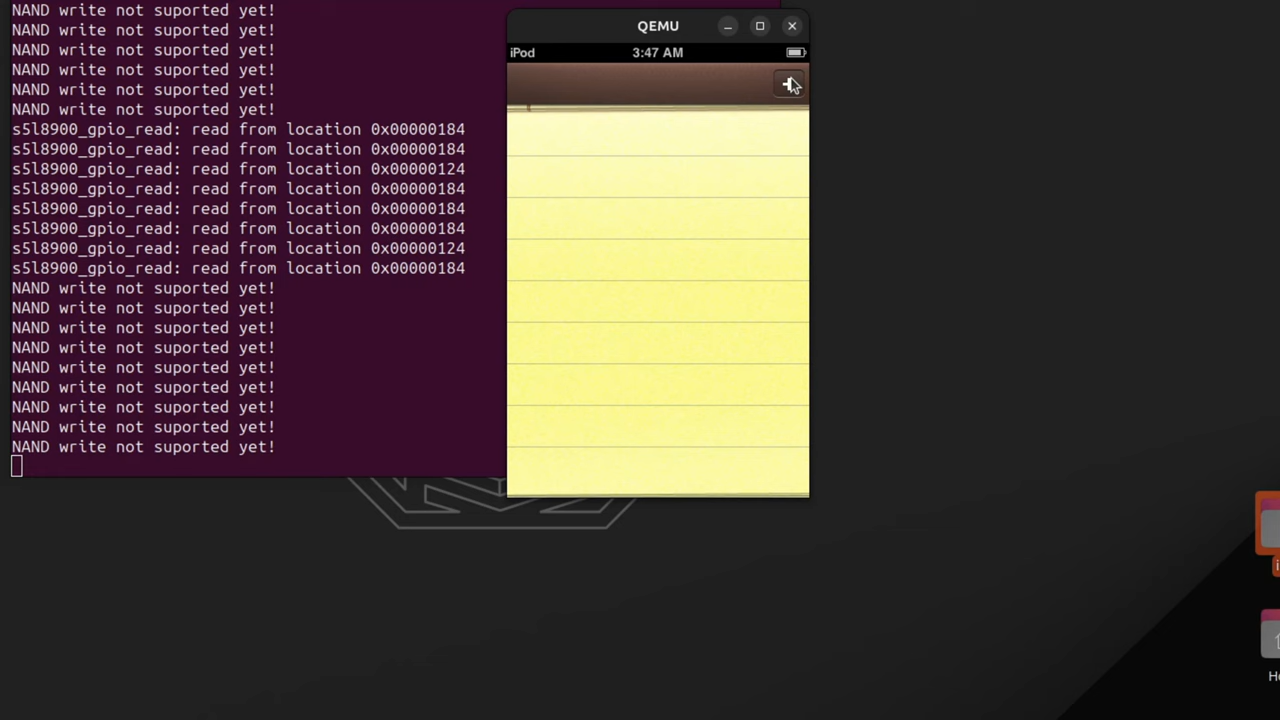 NAND write not suported yet!
NAND write not suported yet!
NAND write not suported yet!
NAND write not suported yet!
NAND write not suported yet!
NAND write not suported yet!
s5l8900_gpio_read: read from location 0x00000184
s5l8900_gpio_read: read from location 0x00000184
s5l8900_gpio_read: read from location 0x00000124
s5l8900_gpio_read: read from location 0x00000184
s5l8900_gpio_read: read from location 0x00000184
s5l8900_gpio_read: read from location 0x00000184
s5l8900_gpio_read: read from location 0x00000124
s5l8900_gpio_read: read from location 0x00000184
NAND write not suported yet!
NAND write not suported yet!
NAND write not suported yet!
NAND write not suported yet!
NAND write not suported yet!
NAND write not suported yet!
NAND write not suported yet!
NAND write not suported yet!
NAND write not suported yet!
QEMU
iPod 3:47 AM